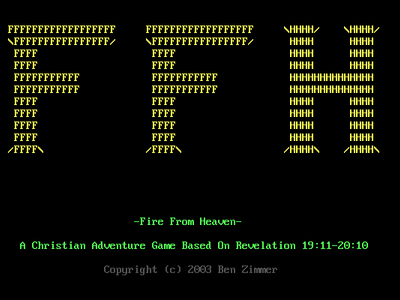 FFFFFFFFFFFFFFFFFF     FFFFFFFFFFFFFFFFFF     \HHHH/    \HHHH/
\FFFFFFFFFFFFFFFF/     \FFFFFFFFFFFFFFFF/      HHHH      HHHH
 FFFF                   FFFF                   HHHH      HHHH
 FFFF                   FFFF                   HHHH      HHHH
 FFFFFFFFFFF            FFFFFFFFFFF            HHHHHHHHHHHHHH
 FFFFFFFFFFF            FFFFFFFFFFF            HHHHHHHHHHHHHH
 FFFF                   FFFF                   HHHH      HHHH
 FFFF                   FFFF                   HHHH      HHHH
 FFFF                   FFFF                   HHHH      HHHH
 FFFF                   FFFF                   HHHH      HHHH
/FFFF\                 /FFFF\                 /HHHH\    /HHHH\
-Fire From Heaven-
A Christian Adventure Game Based On Revelation 19:11-20:10
Copyright (c) 2003 Ben Zimmer